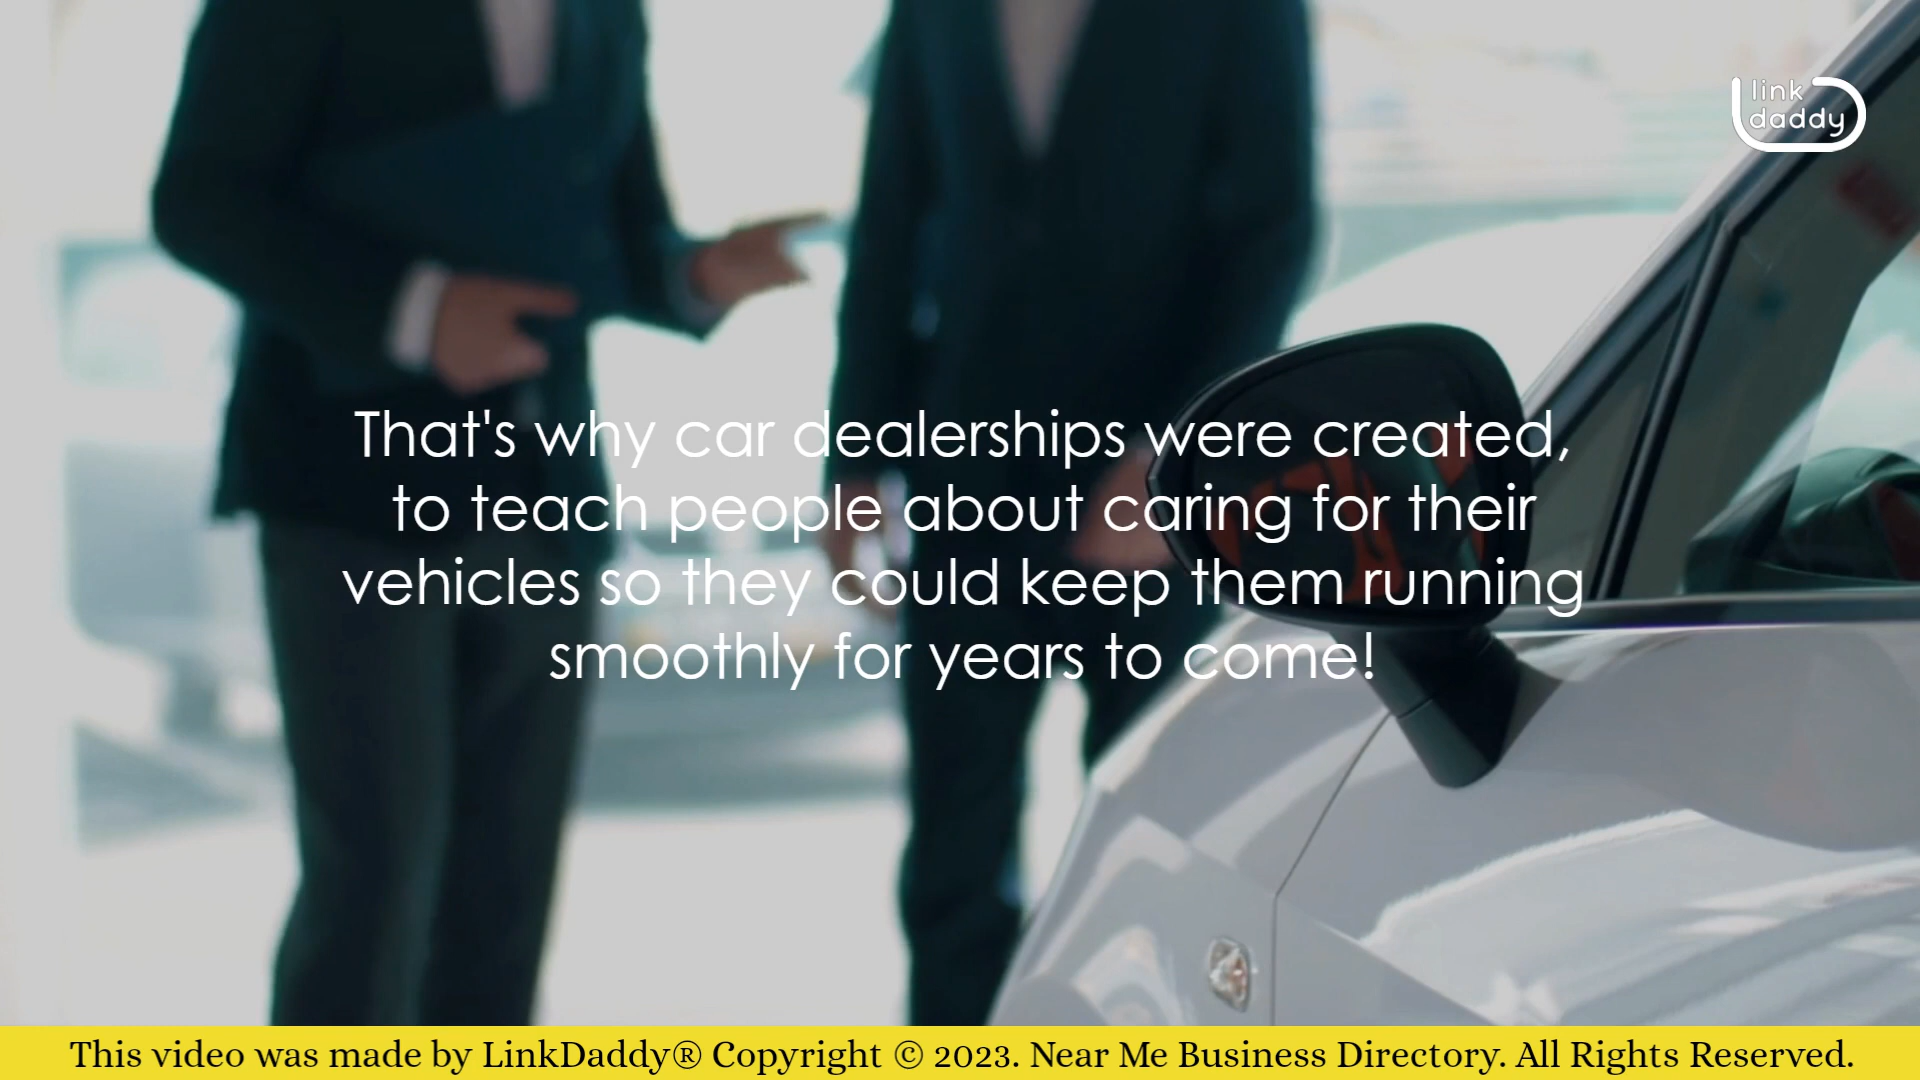 link
daddy
That's why car dealerships were created,
to teach people about caring for their
vehicles so they could keep them running
smoothly for years to come!
This video was made by LinkDaddy® Copyright © 2023. Near Me Business Directory. All Rights Reserved.